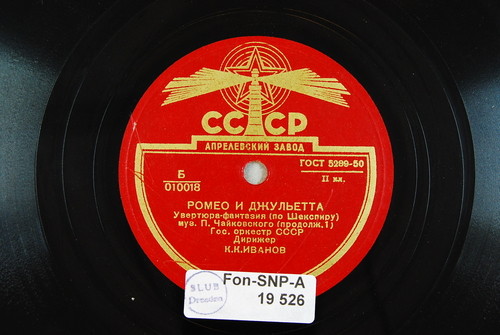 СССР
АПРЕЛЕВСКИЙ ЗАВОД
ГОСТ 5289-50
Б
010018
II кл.
РОМЕО И ДЖУЛЬЕТТА
Увертюра-фантазия (по Шекспиру)
муз. П. Чайковского (продолж.1)
Гос. оркестр СССР
Дирижер
К.К.ИВАНОВ
SLUB
Dresden
Fon-SNP-A
19 526